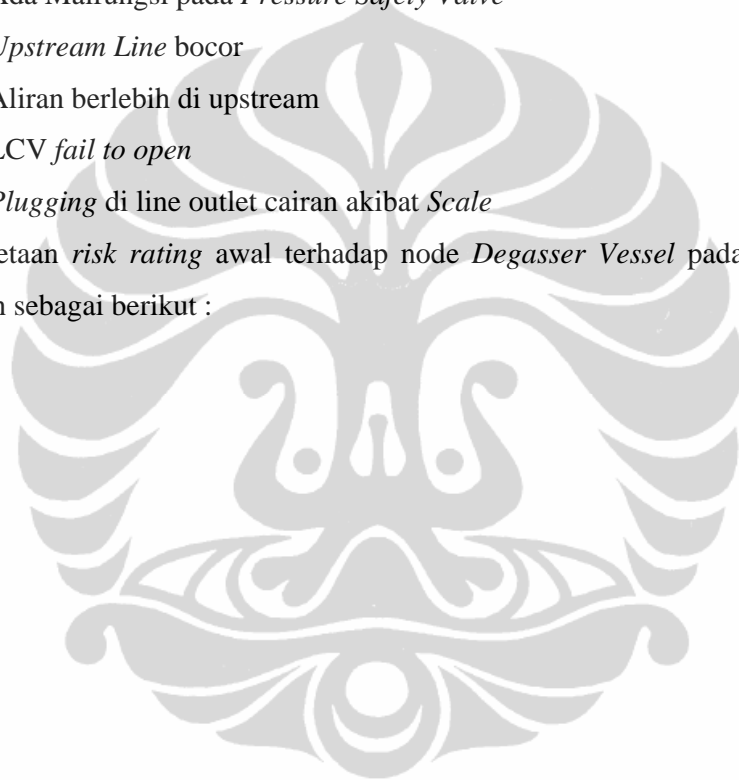 Ada Malfungsi pada Pressure Safety Valve
Upstream Line bocor
Aliran berlebih di upstream
LCV fail to open
Plugging di line outlet cairan akibat Scale
etaan risk rating awal terhadap node Degasser Vessel pada
sebagai berikut :